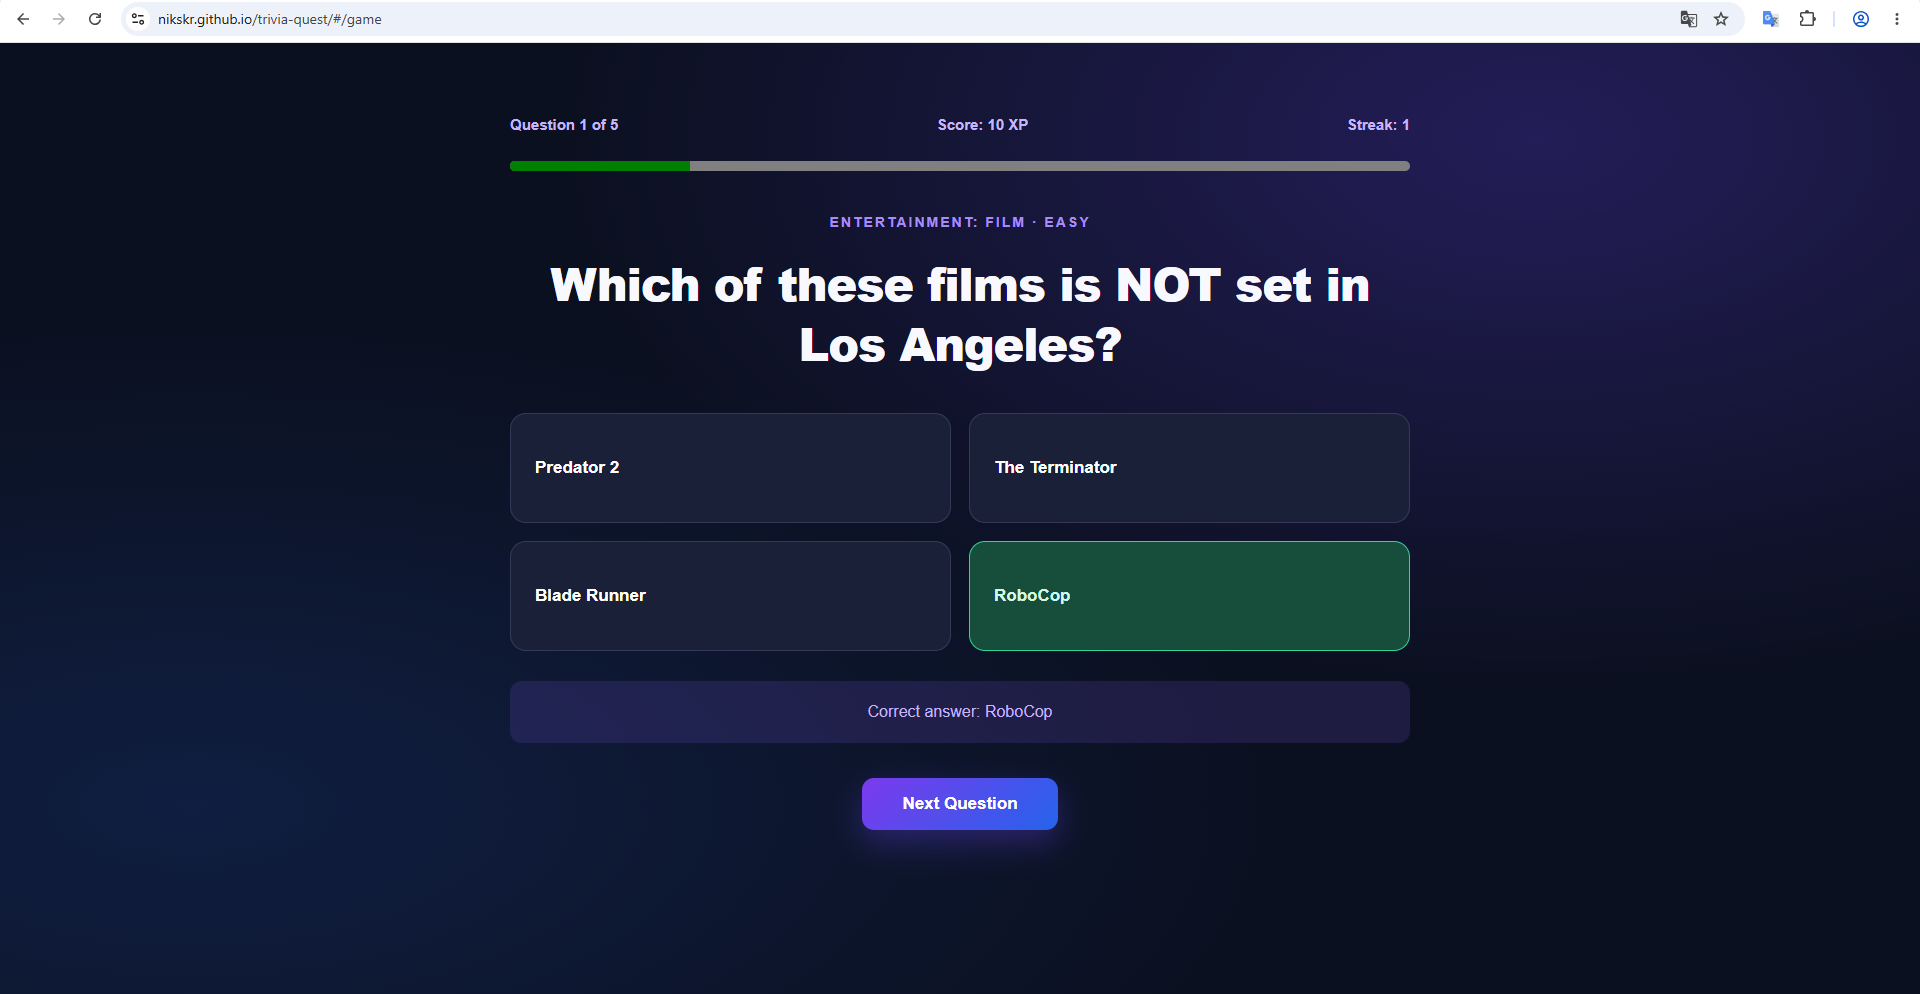 nikskr.github.io/trivia-quest/#/game
Question 1 of 5
Score: 10 XP
Streak: 1
ENTERTAINMENT: FILM · EASY
Which of these films is NOT set in
Los Angeles?
Predator 2
The Terminator
Blade Runner
RoboCop
Correct answer: RoboCop
Next Question